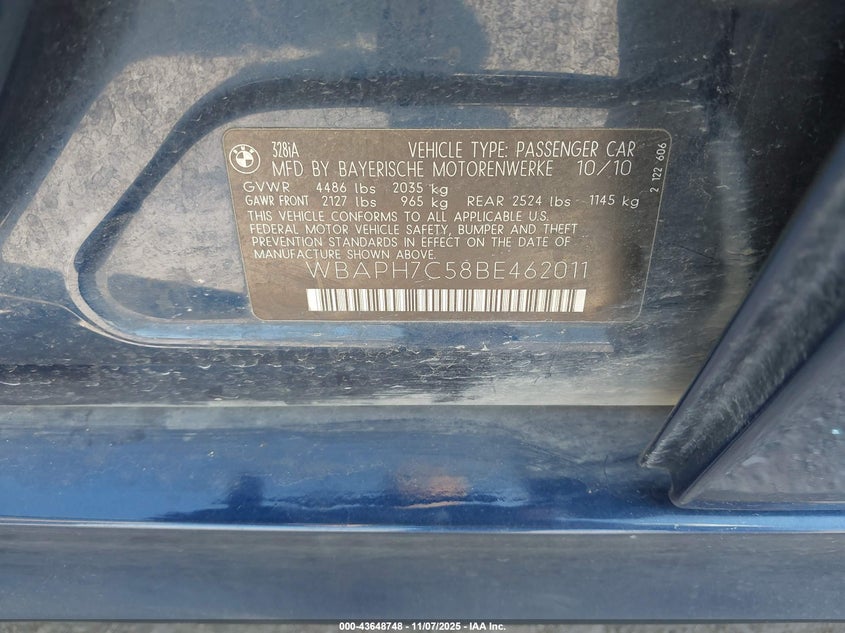 BMW
328iA VEHICLE TYPE: PASSENGER CAR
MFD BY BAYERISCHE MOTORENWERKE 10/10
GVWR 4486 lbs 2035 kg
GAWR FRONT 2127 lbs 965 kg REAR 2524 lbs 1145 kg
THIS VEHICLE CONFORMS TO ALL APPLICABLE U.S.
FEDERAL MOTOR VEHICLE SAFETY, BUMPER AND THEFT
PREVENTION STANDARDS IN EFFECT ON THE DATE OF
MANUFACTURE SHOWN ABOVE.
WBAPH7C58BE462011
2 122 606
000-43648748 - 11/07/2025 - IAA Inc.